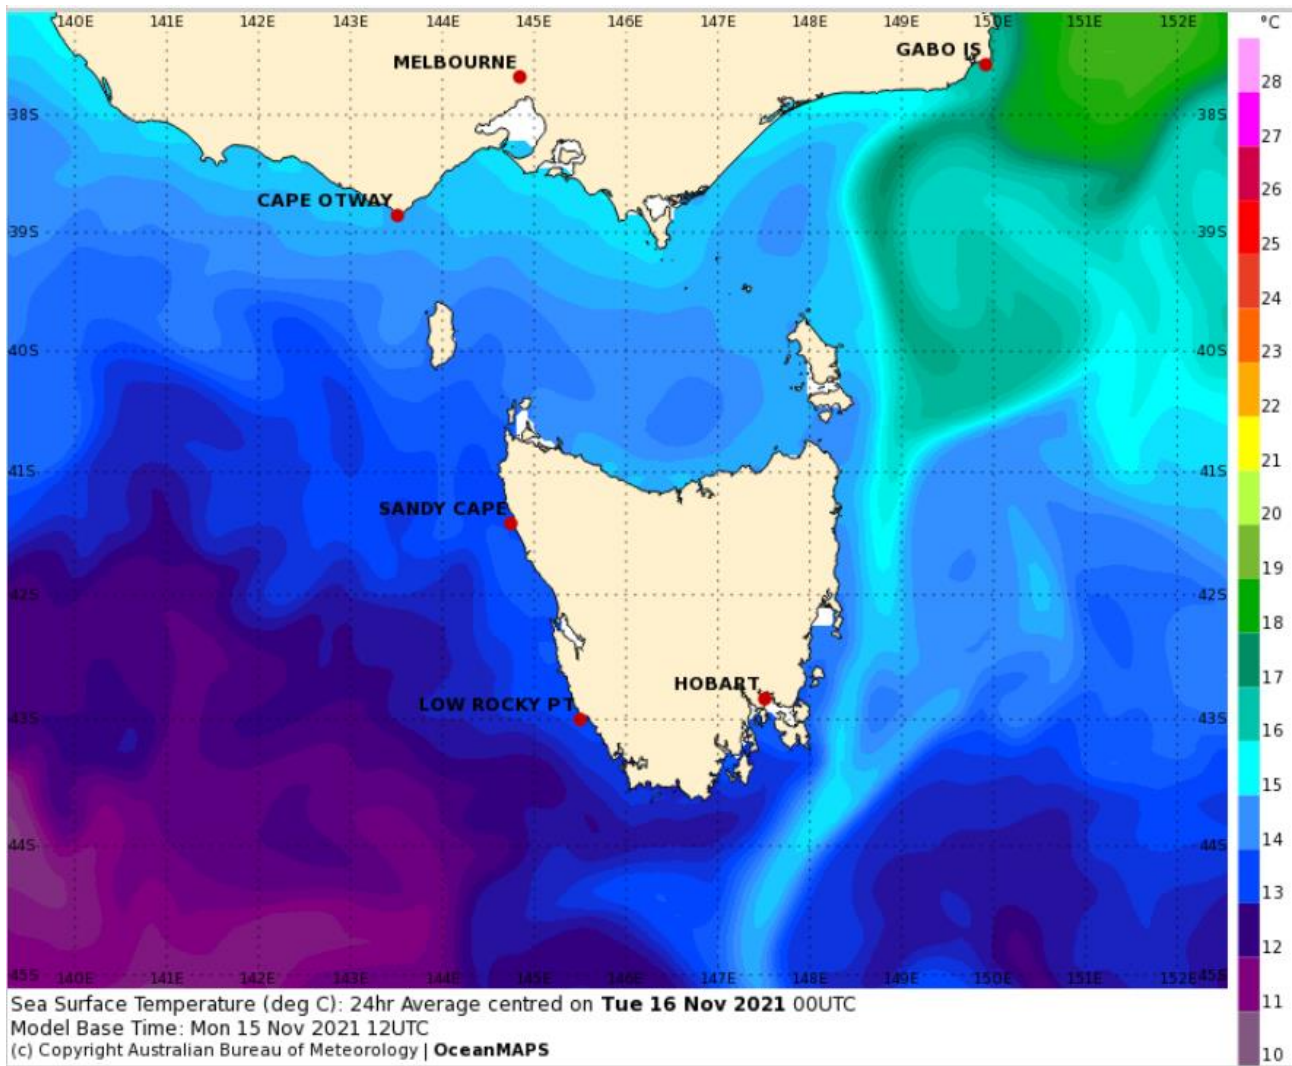 140E 141E 142E 143E 144E 145E 146E 147E 148E 149E 150E 151E 152E
°C
GABO IS
MELBOURNE
28
38S 38S
27
26
CAPE OTWAY
39S 39S
25
24
40S 40S
23
22
41S 41S
21
SANDY CAPE
20
19
42S 42S
18
HOBART
17
LOW ROCKY PT
43S 43S
16
15
44S 44S
14
13
12
45S 45S
140E 141E 142E 143E 144E 145E 146E 147E 148E 149E 150E 151E 152E
11
10
Sea Surface Temperature (deg C): 24hr Average centred on Tue 16 Nov 2021 00UTC
Model Base Time: Mon 15 Nov 2021 12UTC
(c) Copyright Australian Bureau of Meteorology | OceanMAPS